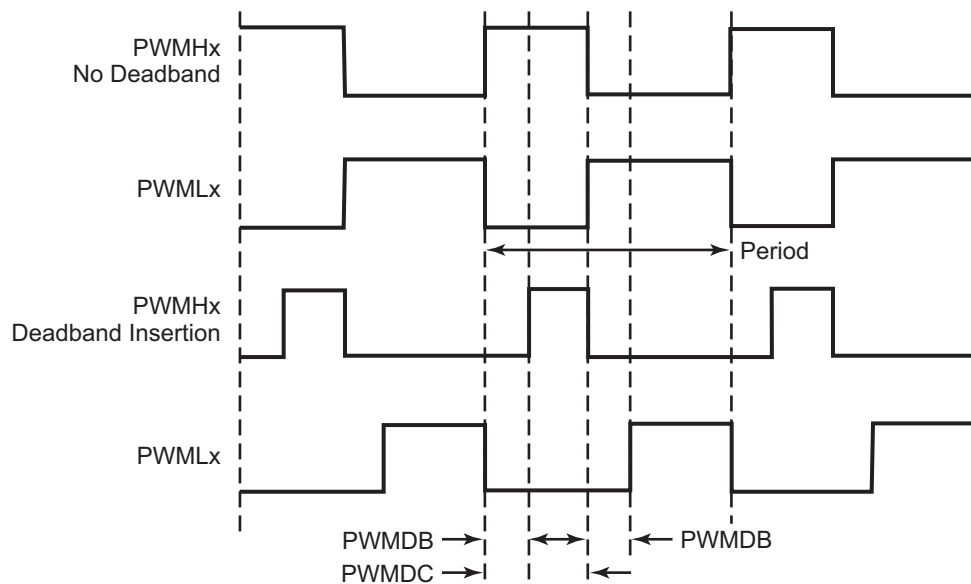 PWMHx
No Deadband
PWMLx
Period
PWMHx
Deadband Insertion
PWMLx
PWMDB
PWMDB
PWMDC